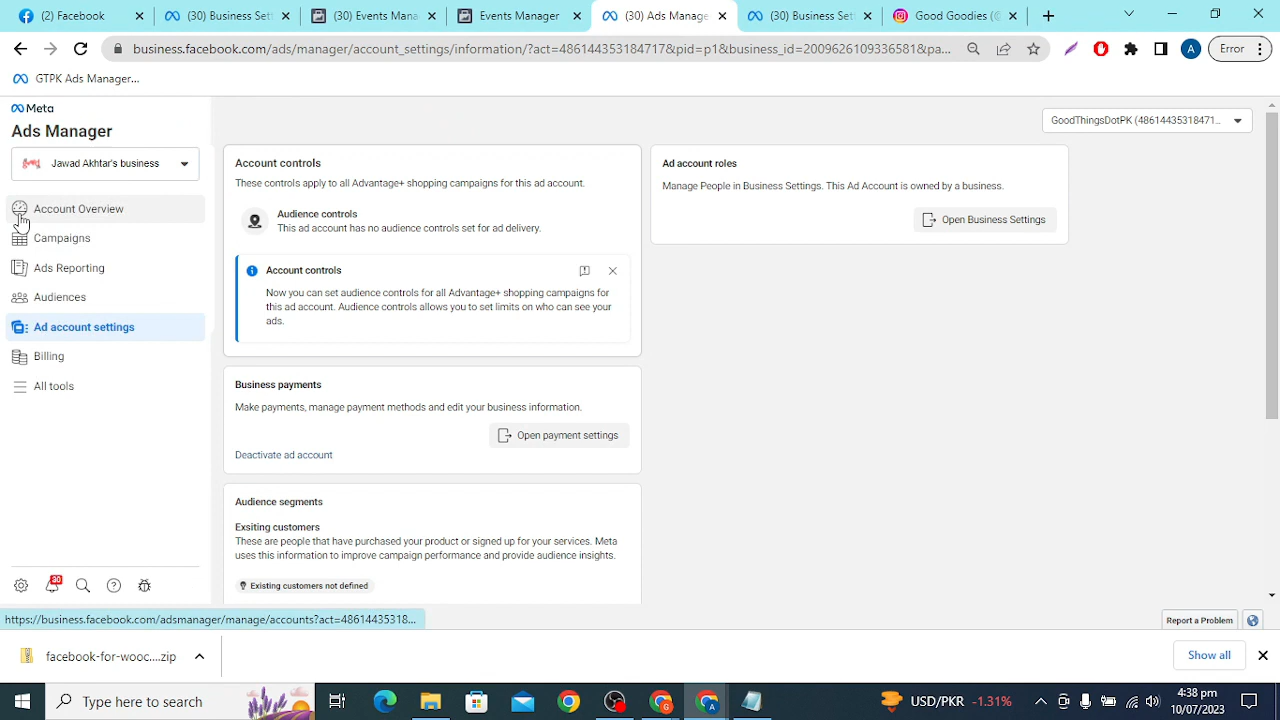 (2) Facebook
(30) Business Sett
(30) Events Mana
Events Manager
(30) Ads Manage
(30) Business Set
Good Goodies (@
business.facebook.com/ads/manager/account_settings/information/?act=486144353184717&pid=p1&business_id=2009626109336581&pa...
A
Error
GTPK Ads Manager...
Meta
Ads Manager
GoodThingsDotPK (48614435318471...
Jawad Akhtar's business
Account Overview
Campaigns
Ads Reporting
Audiences
Ad account settings
Billing
All tools
30
Account controls
These controls apply to all Advantage+ shopping campaigns for this ad account.
Audience controls
This ad account has no audience controls set for ad delivery.
Account controls
Now you can set audience controls for all Advantage+ shopping campaigns for
this ad account. Audience controls allows you to set limits on who can see your
ads.
Business payments
Make payments, manage payment methods and edit your business information.
Open payment settings
Deactivate ad account
Audience segments
Exsiting customers
These are people that have purchased your product or signed up for your services. Meta
uses this information to improve campaign performance and provide audience insights.
Existing customers not defined
Ad account roles
Manage People in Business Settings. This Ad Account is owned by a business.
Open Business Settings
https://business.facebook.com/adsmanager/manage/accounts?act=48614435318...
Report a Problem
facebook-for-wooc....zip
Show all
Type here to search
G
A
USD/PKR -1.31%
4:38 pm
10/07/2023